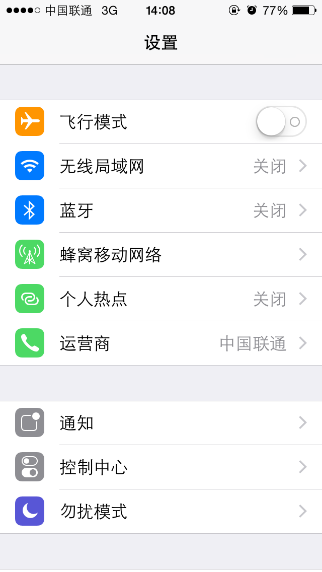 中国联通 3G 14:08 77%
设置
飞行模式
无线局域网 关闭
蓝牙 关闭
蜂窝移动网络
个人热点 关闭
运营商 中国联通
通知
控制中心
勿扰模式